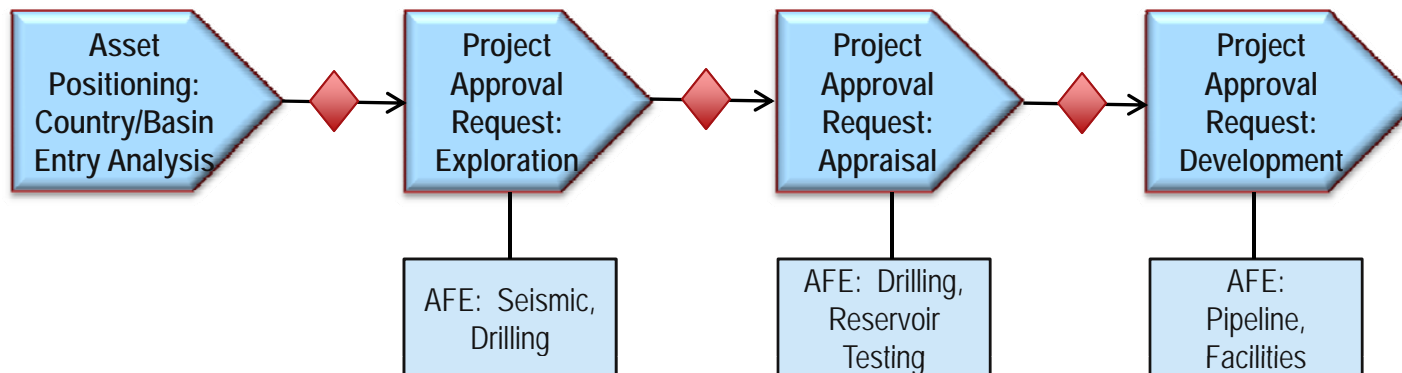 Asset
Positioning:
Country/Basin
Entry Analysis
Project
Approval
Request:
Exploration
Project
Approval
Request:
Appraisal
Project
Approval
Request:
Development
AFE: Seismic,
Drilling
AFE: Drilling,
Reservoir
Testing
AFE:
Pipeline,
Facilities